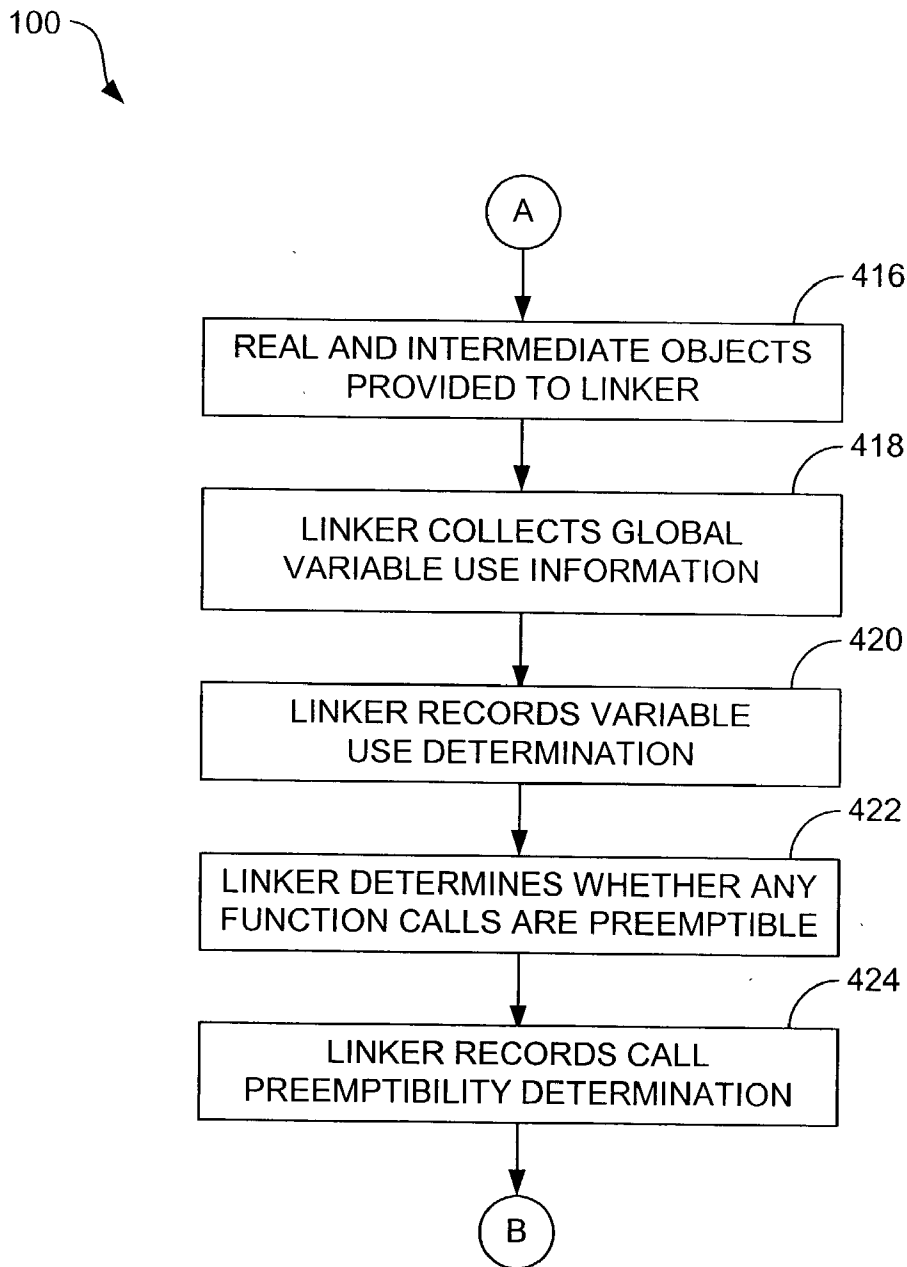 100
A
416
REAL AND INTERMEDIATE OBJECTS
PROVIDED TO LINKER
418
LINKER COLLECTS GLOBAL
VARIABLE USE INFORMATION
420
LINKER RECORDS VARIABLE
USE DETERMINATION
422
LINKER DETERMINES WHETHER ANY
FUNCTION CALLS ARE PREEMPTIBLE
424
LINKER RECORDS CALL
PREEMPTIBILITY DETERMINATION
B